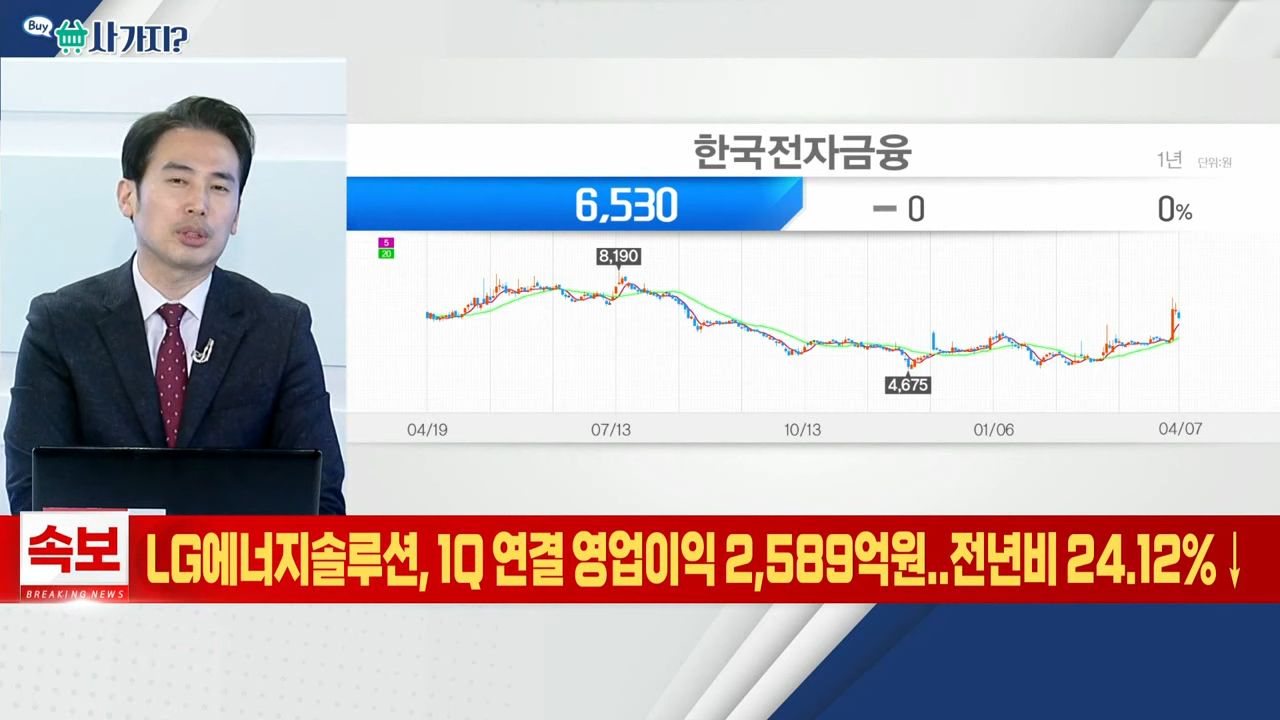 Buy
사가지?
한국전자금융
1년 단위:원
6,530 0 0%
5
20
8,190
4,675
04/19 07/13 10/13 01/06 04/07
속보
BREAKING NEWS
LG에너지솔루션, 1Q 연결 영업이익 2,589억원..전년비 24.12%↓